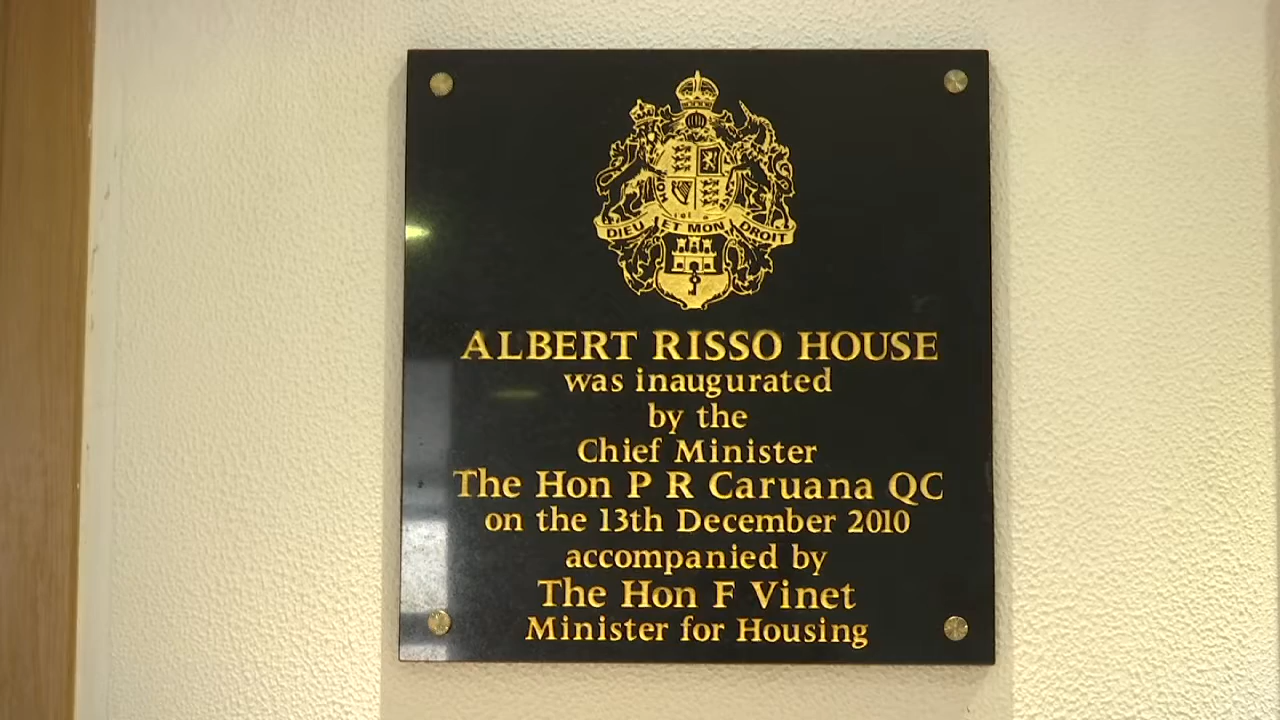 DIEU ET MON DROIT
ALBERT RISSO HOUSE
was inaugurated
by the
Chief Minister
The Hon P R Caruana QC
on the 13th December 2010
accompanied by
The Hon F Vinet
Minister for Housing